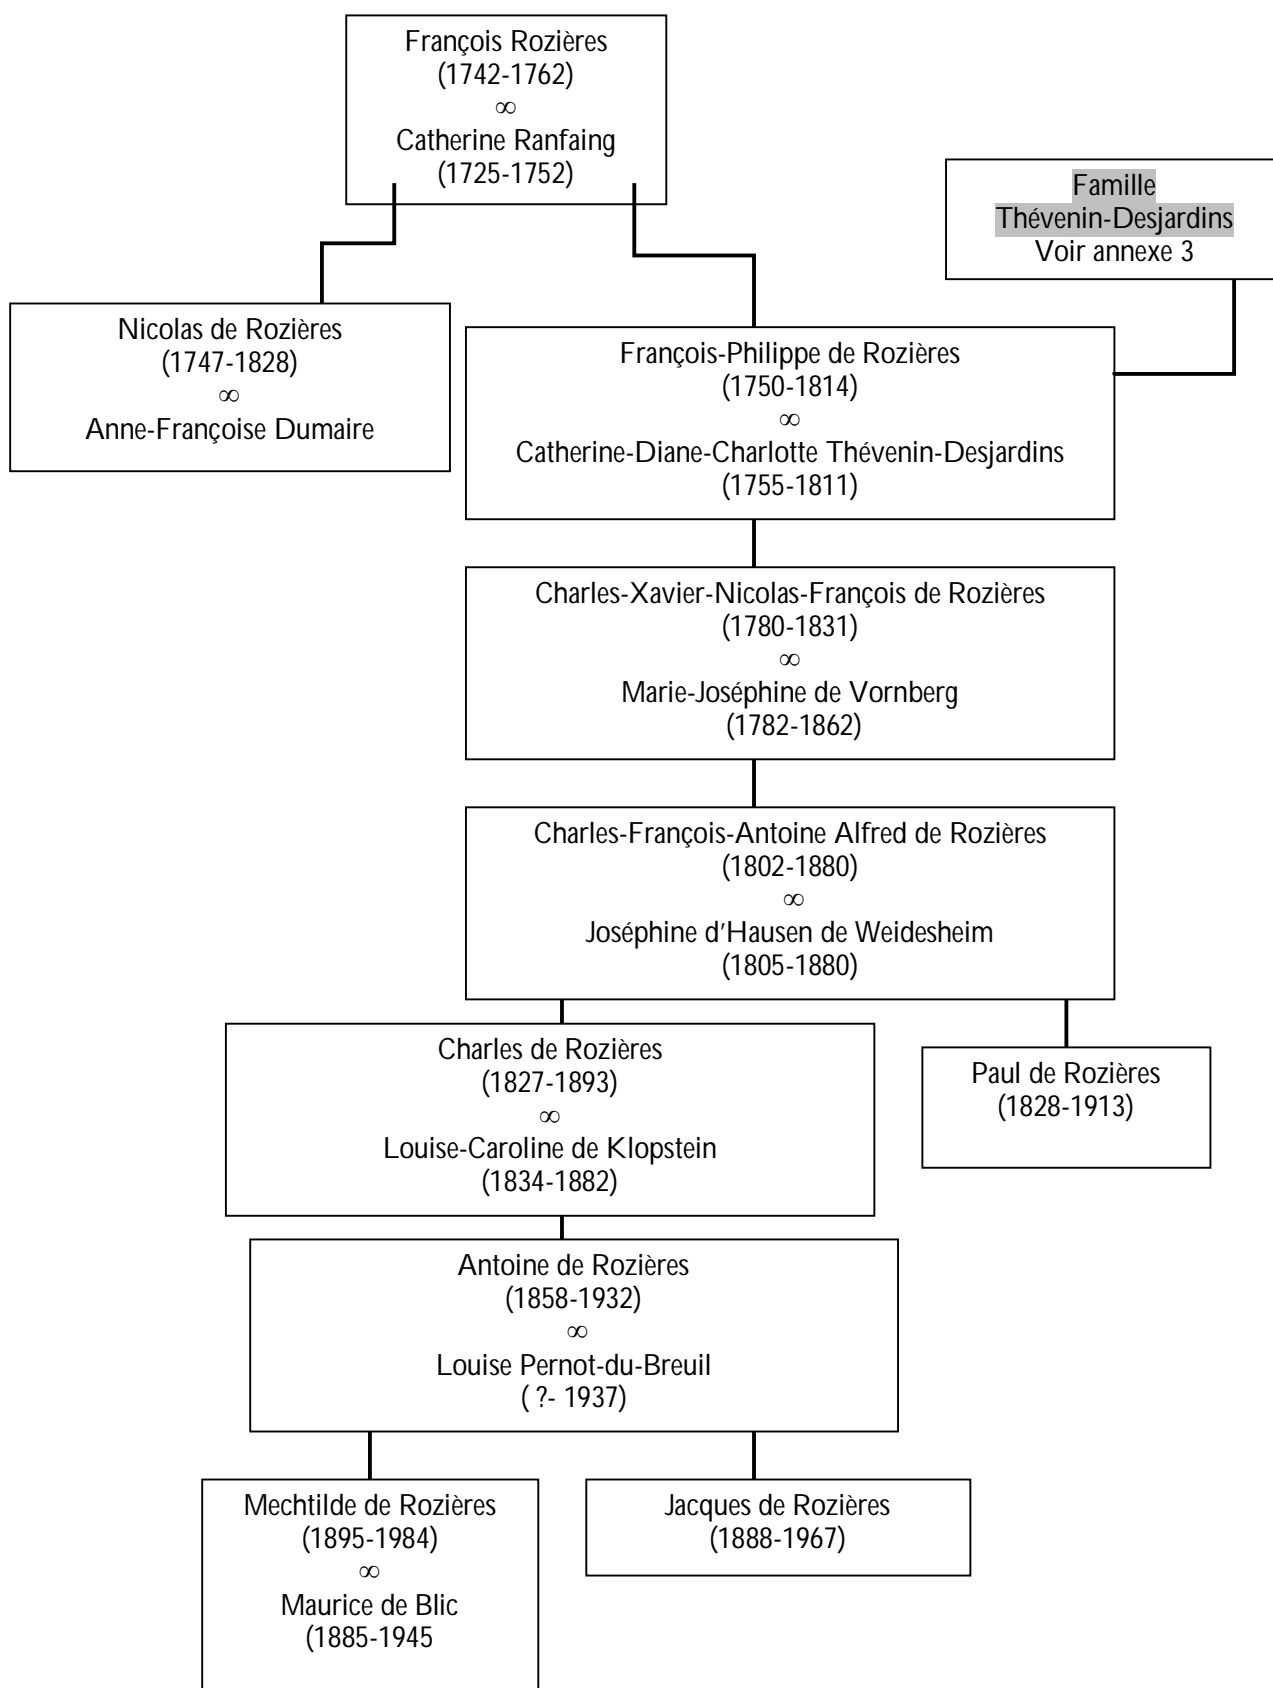 François Rozières
(1742-1762)
∞
Catherine Ranfaing
(1725-1752)
Famille
Thévenin-Desjardins
Voir annexe 3
Nicolas de Rozières
(1747-1828)
∞
Anne-Françoise Dumaire
François-Philippe de Rozières
(1750-1814)
∞
Catherine-Diane-Charlotte Thévenin-Desjardins
(1755-1811)
Charles-Xavier-Nicolas-François de Rozières
(1780-1831)
∞
Marie-Joséphine de Vornberg
(1782-1862)
Charles-François-Antoine Alfred de Rozières
(1802-1880)
∞
Joséphine d'Hausen de Weidesheim
(1805-1880)
Charles de Rozières
(1827-1893)
∞
Louise-Caroline de Klopstein
(1834-1882)
Paul de Rozières
(1828-1913)
Antoine de Rozières
(1858-1932)
∞
Louise Pernot-du-Breuil
( ?- 1937)
Mechtilde de Rozières
(1895-1984)
∞
Maurice de Blic
(1885-1945
Jacques de Rozières
(1888-1967)